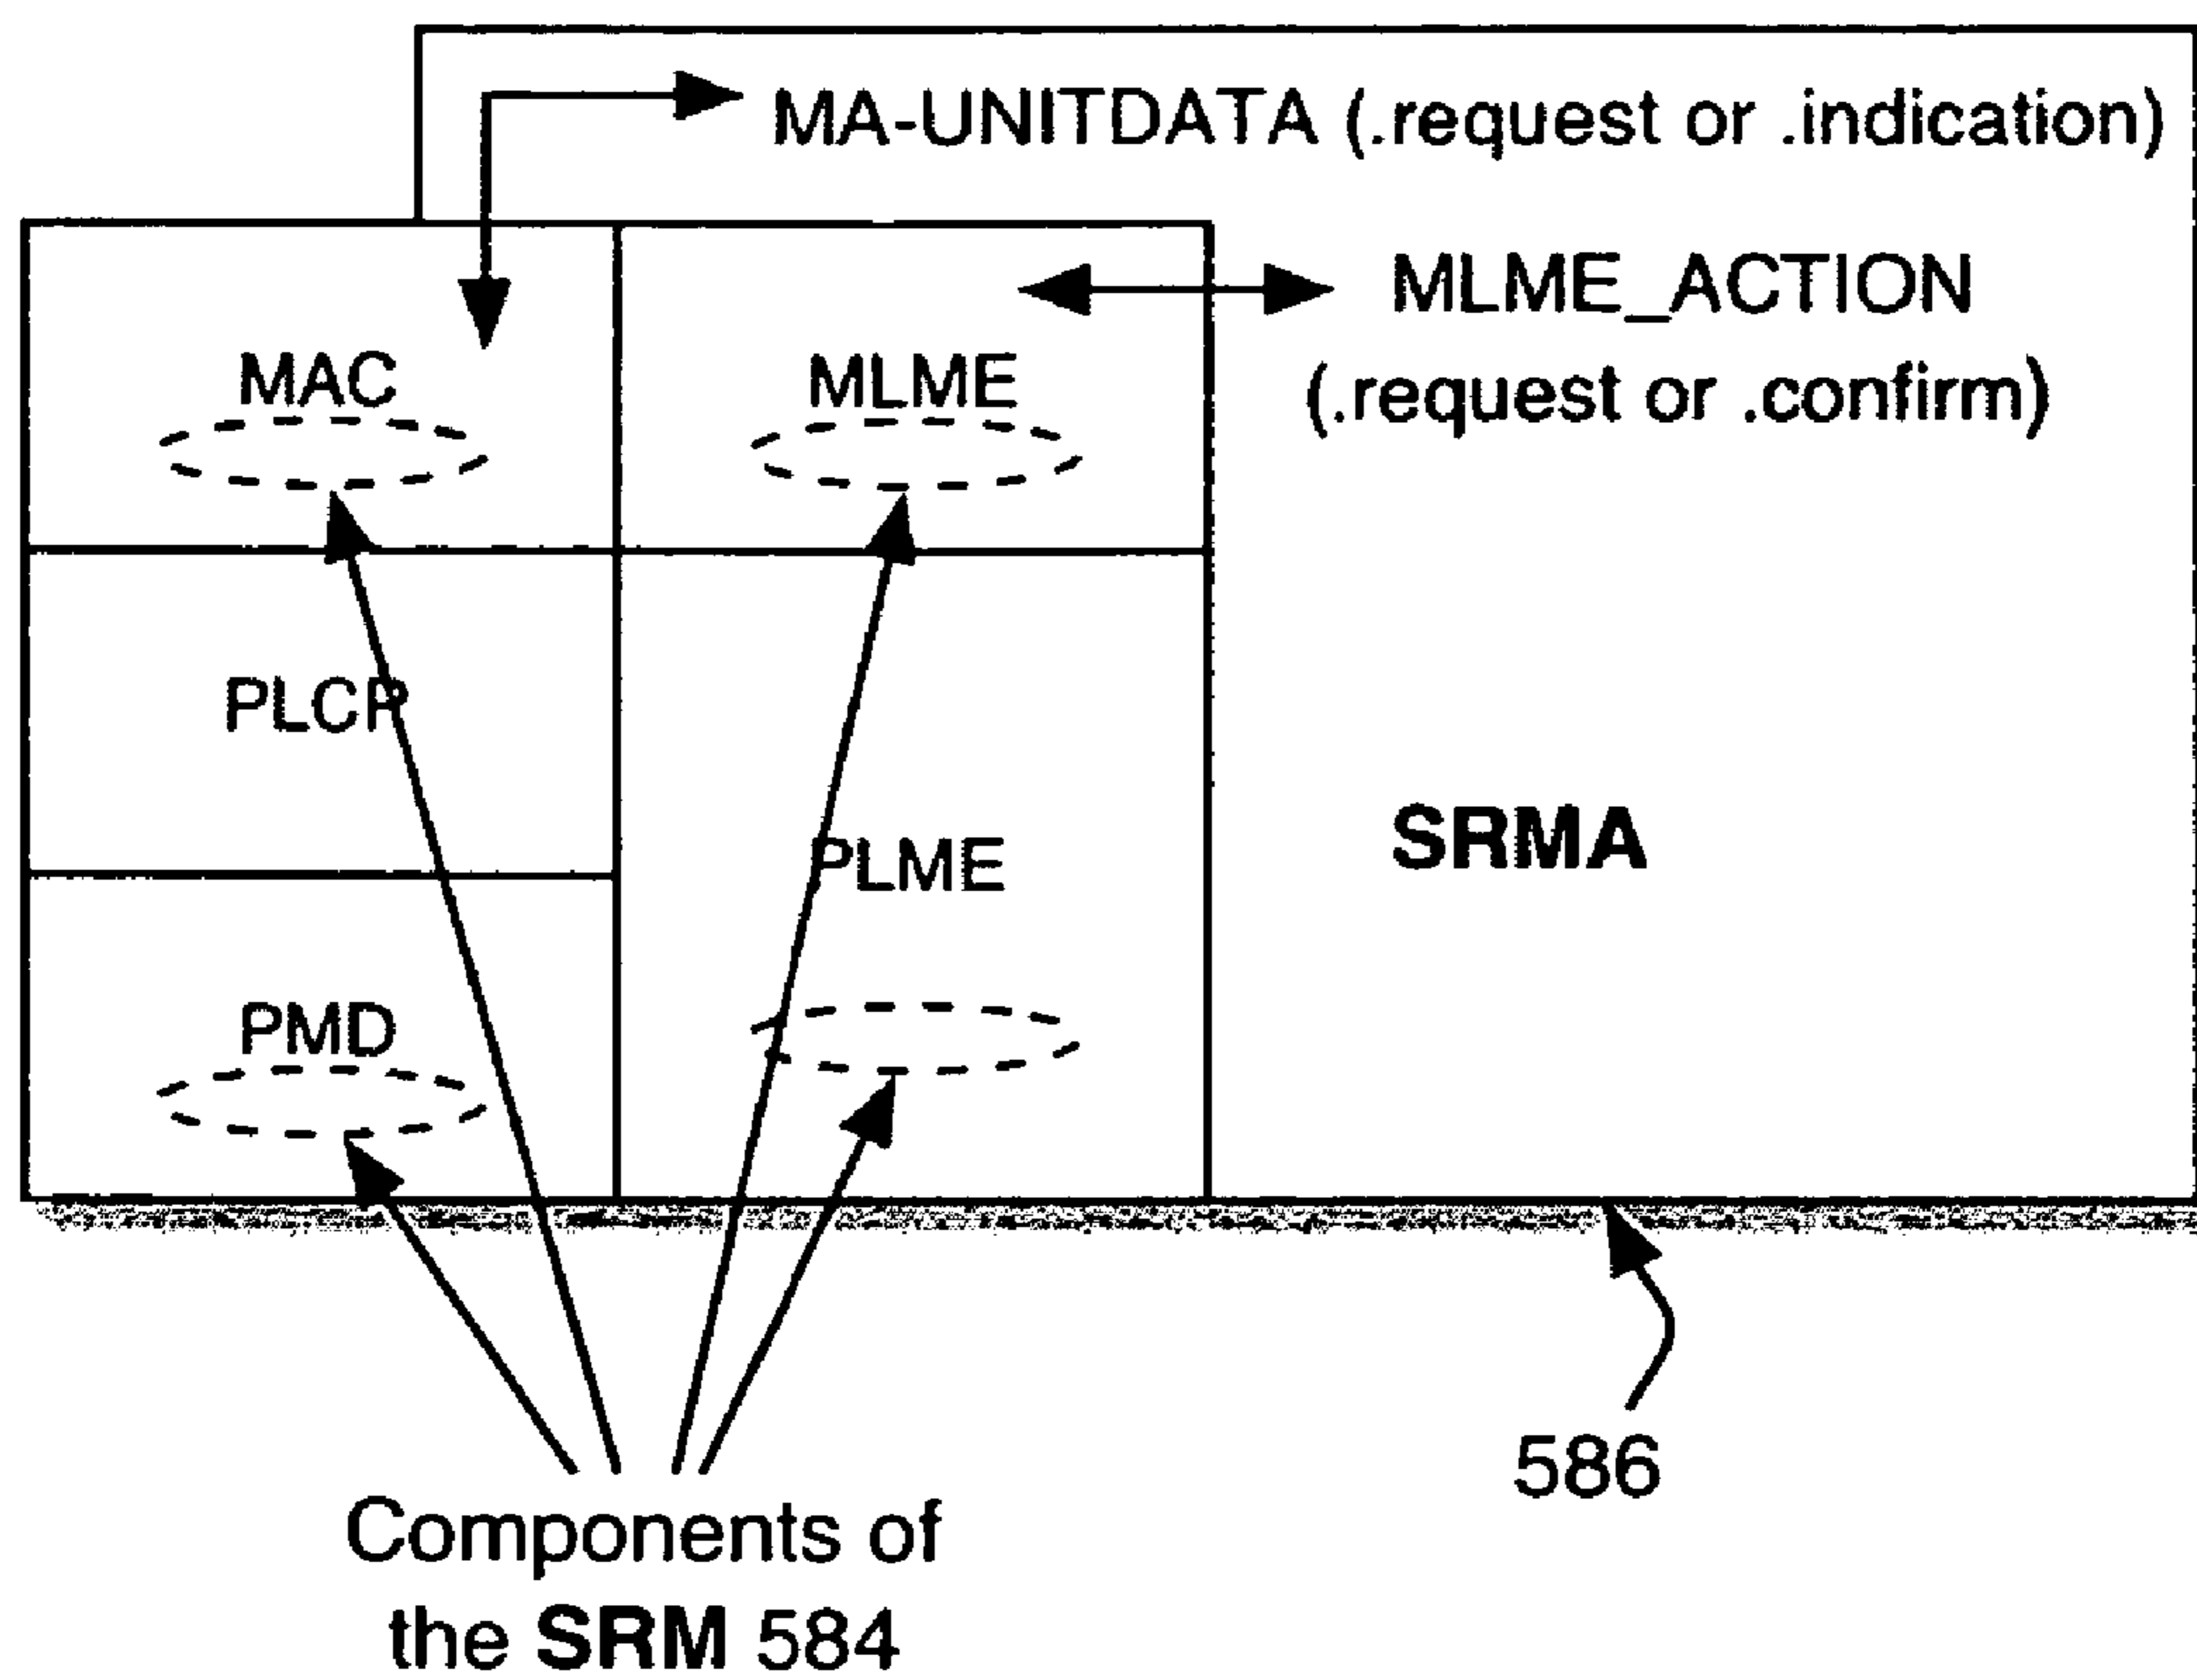 MA-UNITDATA (.request or .indication)
MLME_ACTION
(.request or .confirm)
MAC
MLME
PLCP
PLME
SRMA
PMD
586
Components of
the SRM 584